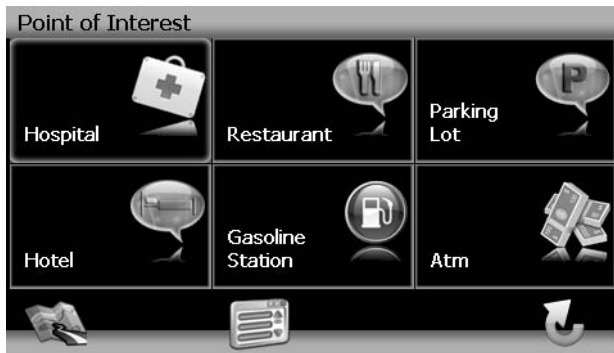 Point of Interest
Hospital
Restaurant
P
Parking
Lot
Hotel
Gasoline
Station
Atm